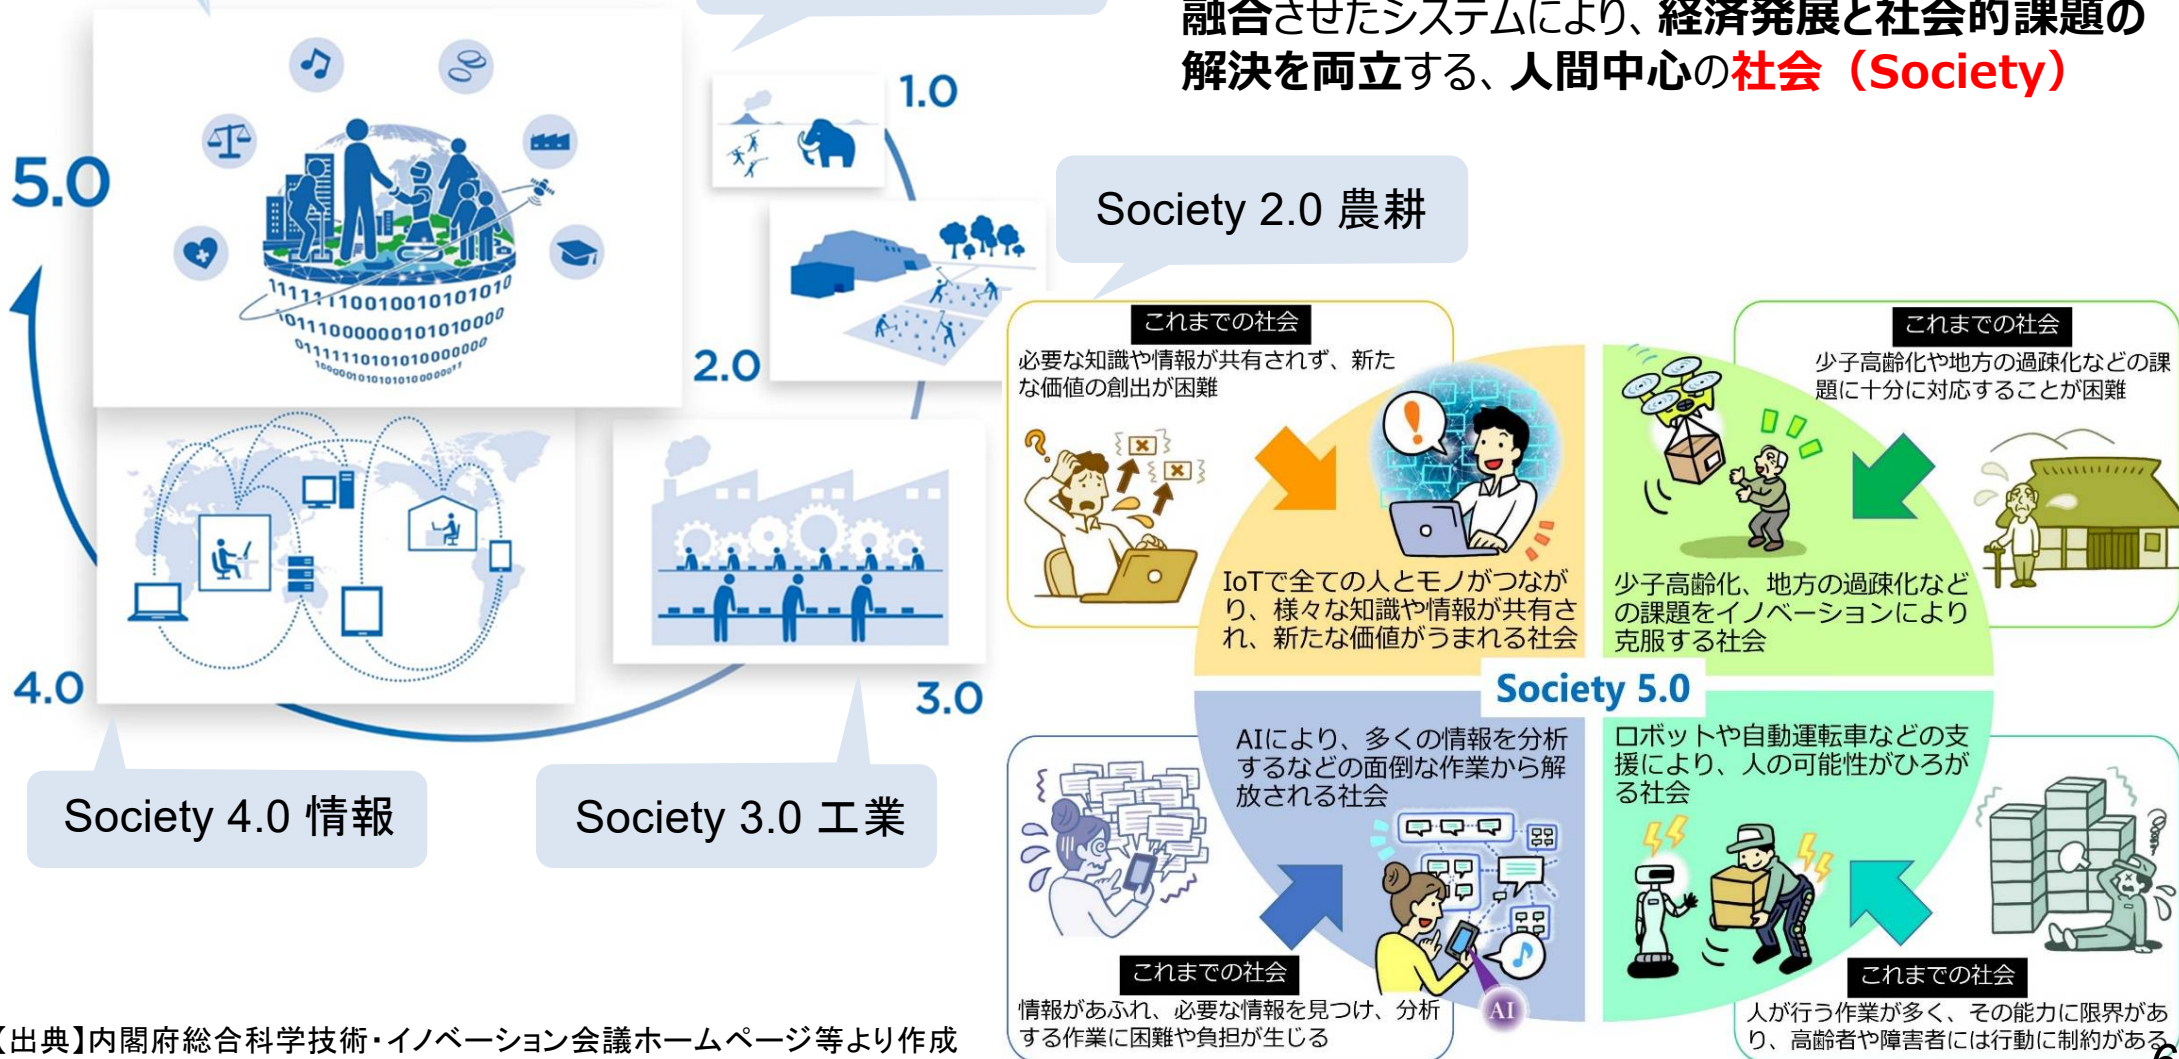 融合させたシステムにより、経済発展と社会的課題の
解決を両立する、人間中心の社会（Society）
1.0
5.0
Society 2.0 農耕
2.0
4.0
3.0
Society 4.0 情報
Society 3.0 工業
これまでの社会
必要な知識や情報が共有されず、新た
な価値の創出が困難
IoTで全ての人とモノがつなが
り、様々な知識や情報が共有さ
れ、新たな価値がうまれる社会
これまでの社会
少子高齢化や地方の過疎化などの課
題に十分に対応することが困難
少子高齢化、地方の過疎化など
の課題をイノベーションにより
克服する社会
Society 5.0
AIにより、多くの情報を分析
するなどの面倒な作業から解
放される社会
AI
これまでの社会
情報があふれ、必要な情報を見つけ、分析
する作業に困難や負担が生じる
ロボットや自動運転車などの支
援により、人の可能性がひろが
る社会
これまでの社会
人が行う作業が多く、その能力に限界があ
り、高齢者や障害者には行動に制約がある
【出典】内閣府総合科学技術・イノベーション会議ホームページ等より作成